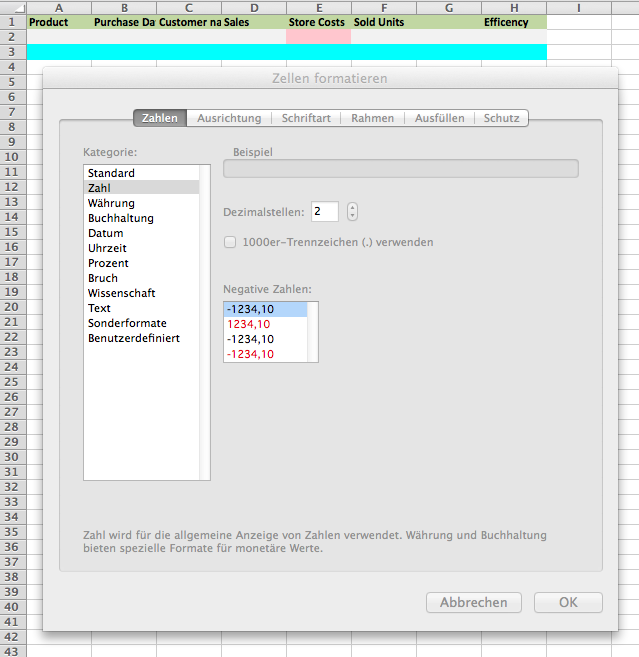 A B C D E F G H I J
1 Product Purchase Da Customer na Sales Store Costs Sold Units Efficency
2
3
4
Zellen formatieren
5
6
7
Zahlen Ausrichtung Schriftart Rahmen Ausfüllen Schutz
8
9
10
Kategorie: Beispiel
11
Standard
12
Zahl
13
Währung
14
Buchhaltung
Dezimalstellen: 2
15
Datum
16
Uhrzeit
1000er-Trennzeichen (.) verwenden
17
Prozent
18
Bruch
19
Wissenschaft
Negative Zahlen:
20
Text
-1234,10
21
Sonderformate
1234,10
22
Benutzerdefiniert
-1234,10
23
-1234,10
24
25
26
27
28
29
30
31
32
33
34
35
Zahl wird für die allgemeine Anzeige von Zahlen verwendet. Währung und Buchhaltung
36
bieten spezielle Formate für monetäre Werte.
37
38
39
40
Abbrechen OK
41
42
43